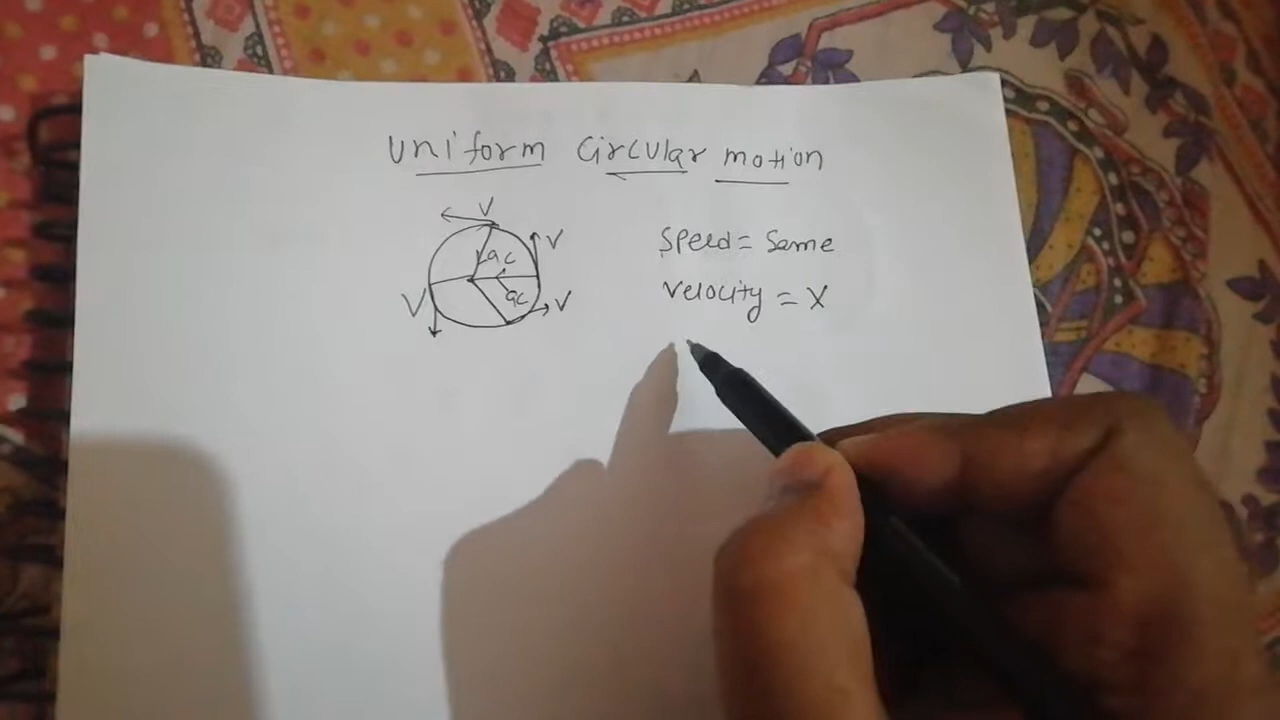 Uniform Circular motion
V
V
ac
ac
V
V
Speed = Same
velocity = X